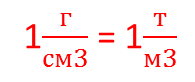 1 г/см3 = 1 т/м3